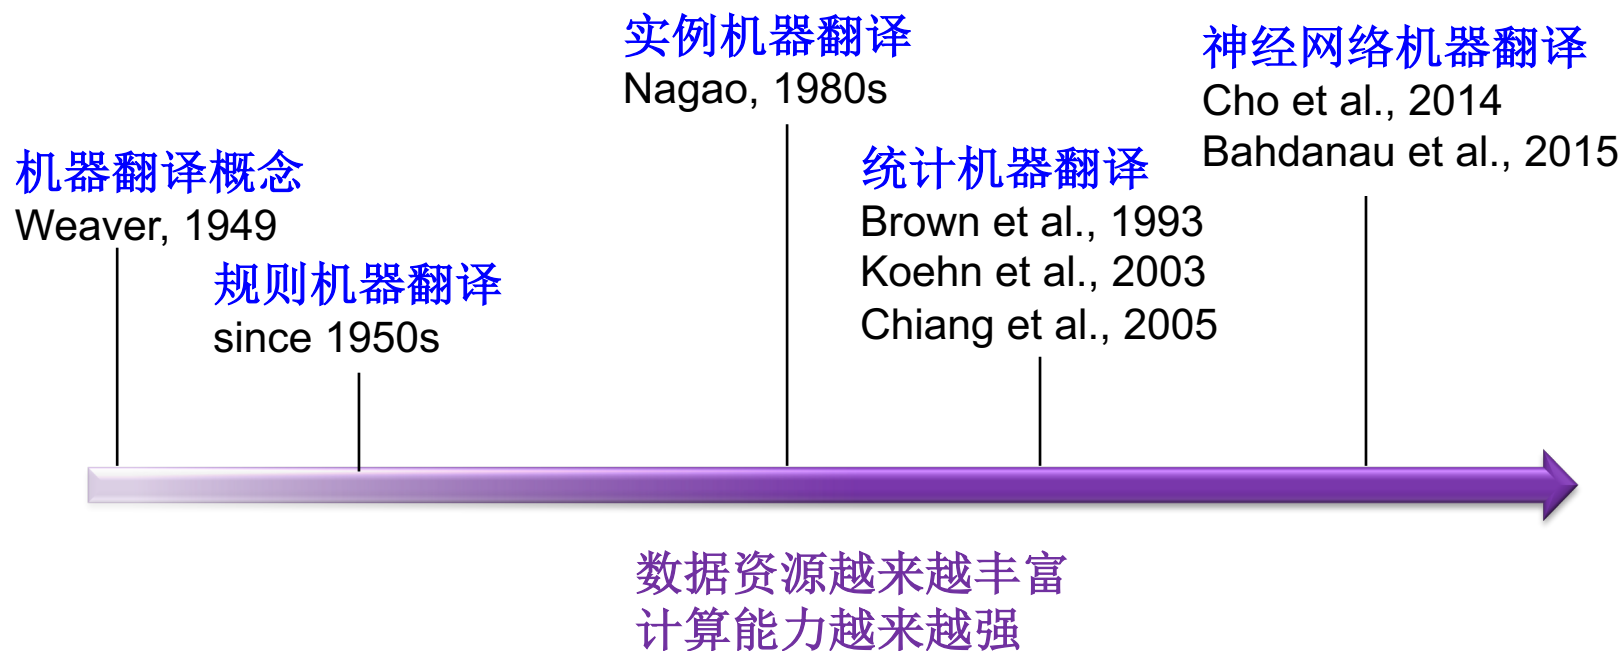 机器翻译概念
Weaver, 1949
规则机器翻译
since 1950s
实例机器翻译
Nagao, 1980s
统计机器翻译
Brown et al., 1993
Koehn et al., 2003
Chiang et al., 2005
神经网络机器翻译
Cho et al., 2014
Bahdanau et al., 2015
数据资源越来越丰富
计算能力越来越强